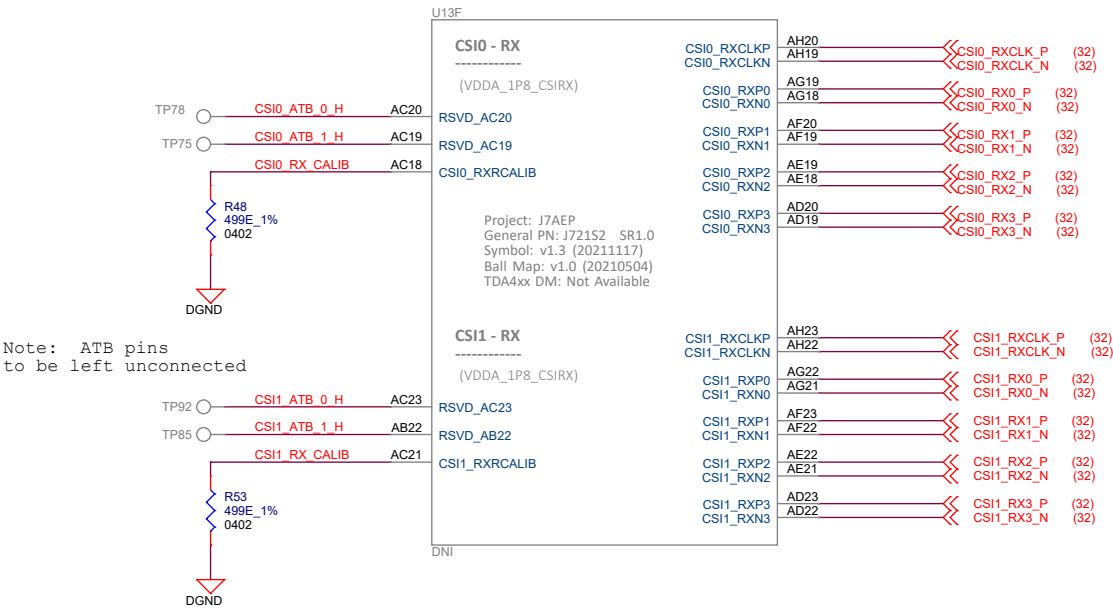 U13F
CSI0 - RX
------------
(VDDA_1P8_CSIRX)
TP78 CSI0_ATB_0_H AC20 RSVD_AC20
TP75 CSI0_ATB_1_H AC19 RSVD_AC19
CSI0_RX_CALIB AC18 CSI0_RXRCALIB
R48
499E_1%
0402
DGND
CSI0_RXCLKP AH20 CSI0_RXCLK_P (32)
CSI0_RXCLKN AH19 CSI0_RXCLK_N (32)
CSI0_RXP0 AG19 CSI0_RX0_P (32)
CSI0_RXN0 AG18 CSI0_RX0_N (32)
CSI0_RXP1 AF20 CSI0_RX1_P (32)
CSI0_RXN1 AF19 CSI0_RX1_N (32)
CSI0_RXP2 AE19 CSI0_RX2_P (32)
CSI0_RXN2 AE18 CSI0_RX2_N (32)
CSI0_RXP3 AD20 CSI0_RX3_P (32)
CSI0_RXN3 AD19 CSI0_RX3_N (32)
Project: J7AEP
General PN: J721S2 SR1.0
Symbol: v1.3 (20211117)
Ball Map: v1.0 (20210504)
TDA4xx DM: Not Available
Note: ATB pins
to be left unconnected
CSI1 - RX
------------
(VDDA_1P8_CSIRX)
TP92 CSI1_ATB_0_H AC23 RSVD_AC23
TP85 CSI1_ATB_1_H AB22 RSVD_AB22
CSI1_RX_CALIB AC21 CSI1_RXRCALIB
R53
499E_1%
0402
DGND
CSI1_RXCLKP AH23 CSI1_RXCLK_P (32)
CSI1_RXCLKN AH22 CSI1_RXCLK_N (32)
CSI1_RXP0 AG22 CSI1_RX0_P (32)
CSI1_RXN0 AG21 CSI1_RX0_N (32)
CSI1_RXP1 AF23 CSI1_RX1_P (32)
CSI1_RXN1 AF22 CSI1_RX1_N (32)
CSI1_RXP2 AE22 CSI1_RX2_P (32)
CSI1_RXN2 AE21 CSI1_RX2_N (32)
CSI1_RXP3 AD23 CSI1_RX3_P (32)
CSI1_RXN3 AD22 CSI1_RX3_N (32)
DNI